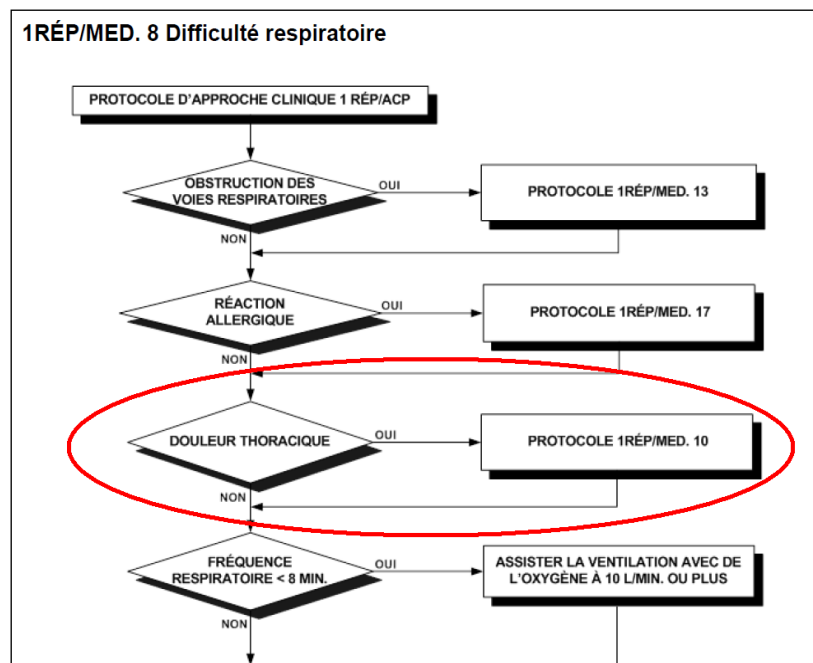 1RÉP/MED. 8 Difficulté respiratoire
PROTOCOLE D'APPROCHE CLINIQUE 1 RÉP/ACP
OBSTRUCTION DES
VOIES RESPIRATOIRES
OUI
PROTOCOLE 1RÉP/MED. 13
NON
RÉACTION
ALLERGIQUE
OUI
PROTOCOLE 1RÉP/MED. 17
NON
DOULEUR THORACIQUE
OUI
PROTOCOLE 1RÉP/MED. 10
NON
FRÉQUENCE
RESPIRATOIRE < 8 MIN.
OUI
ASSISTER LA VENTILATION AVEC DE
L'OXYGÈNE À 10 L/MIN. OU PLUS
NON